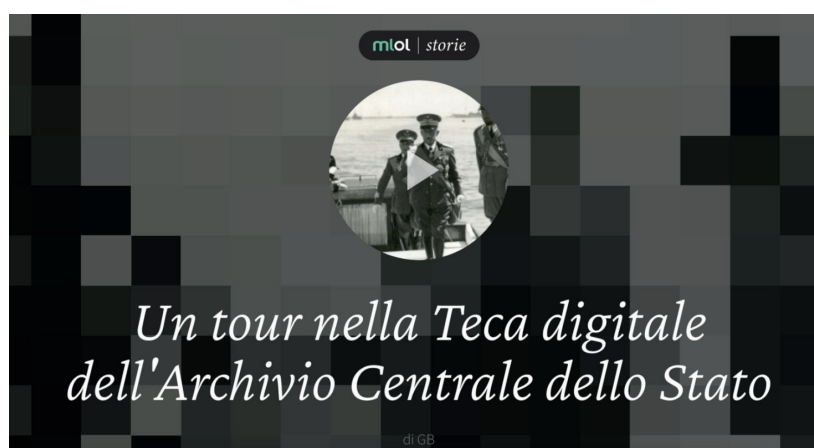 mlol | storie
Un tour nella Teca digitale
dell'Archivio Centrale dello Stato
di GB